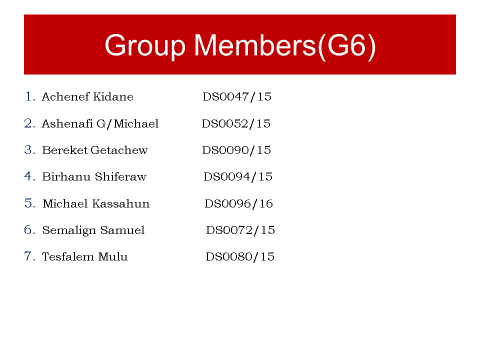 Group Members(G6)
1. Achenef Kidane DS0047/15
2. Ashenafi G/Michael DS0052/15
3. Bereket Getachew DS0090/15
4. Birhanu Shiferaw DS0094/15
5. Michael Kassahun DS0096/16
6. Semalign Samuel DS0072/15
7. Tesfalem Mulu DS0080/15